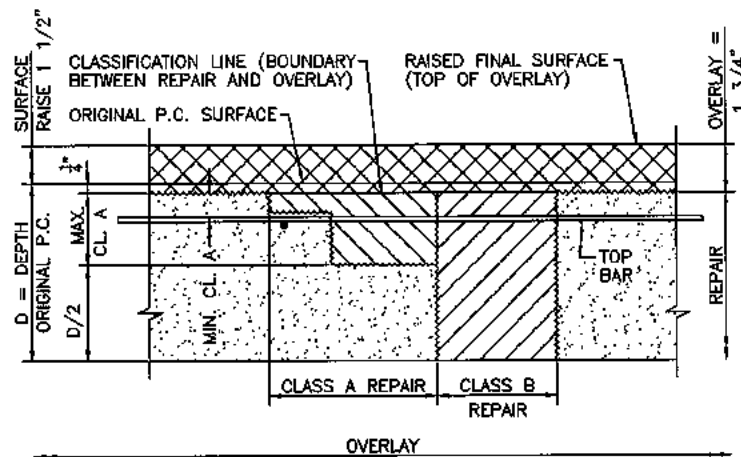 SURFACE
RAISE 1 1/2"
CLASSIFICATION LINE (BOUNDARY
BETWEEN REPAIR AND OVERLAY)
ORIGINAL P.C. SURFACE
RAISED FINAL SURFACE
(TOP OF OVERLAY)
OVERLAY =
1 3/4"
1/4"
D = DEPTH
ORIGINAL P.C.
MAX.
CL. A
D/2
MIN. CL. A
TOP
BAR
REPAIR
CLASS A REPAIR
CLASS B
REPAIR
OVERLAY